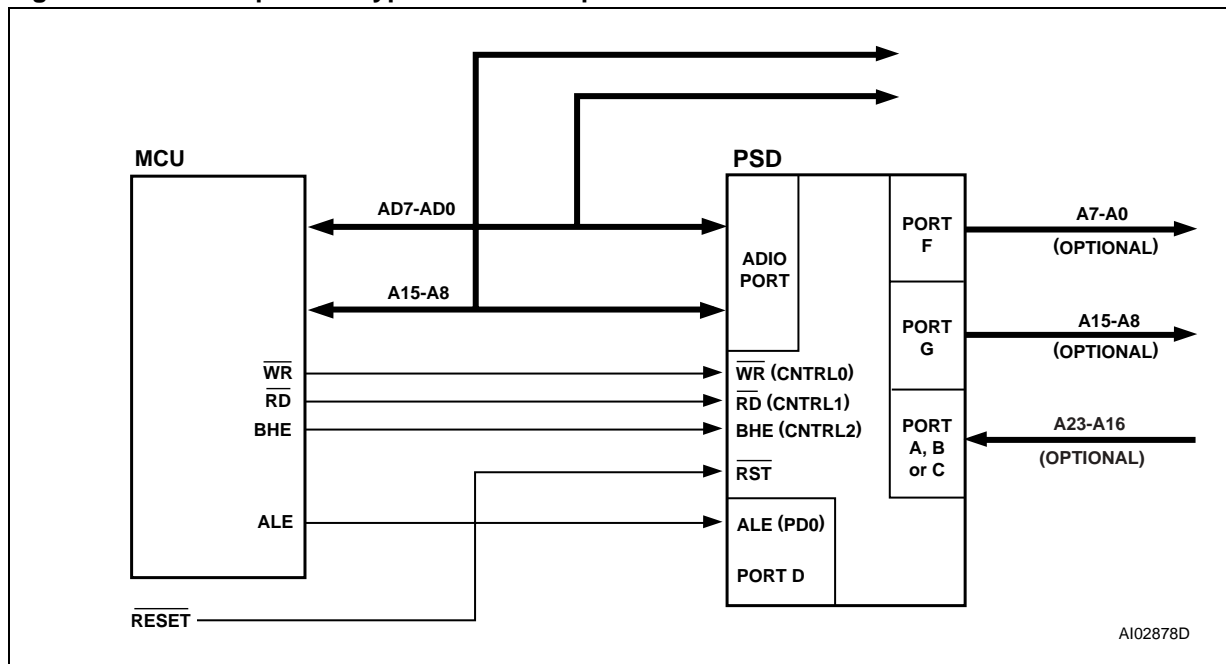 MCU
PSD
AD7-AD0
A15-A8
WR
RD
BHE
ALE
RESET
ADIO
PORT
WR (CNTRL0)
RD (CNTRL1)
BHE (CNTRL2)
RST
ALE (PD0)
PORT D
PORT
F
PORT
G
PORT
A, B
or C
A7-A0
(OPTIONAL)
A15-A8
(OPTIONAL)
A23-A16
(OPTIONAL)
AI02878D